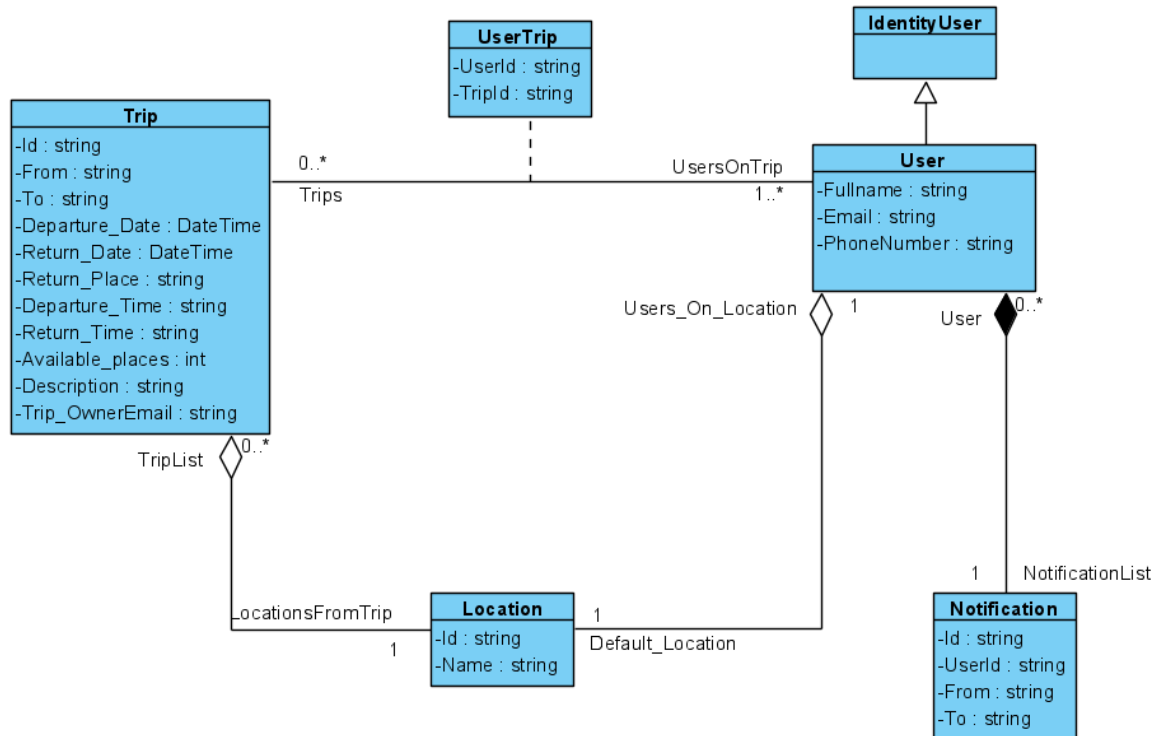 IdentityUser
UserTrip
-UserId : string
-TripId : string
Trip
-Id : string
-From : string
-To : string
-Departure_Date : DateTime
-Return_Date : DateTime
-Return_Place : string
-Departure_Time : string
-Return_Time : string
-Available_places : int
-Description : string
-Trip_OwnerEmail : string
0..*
Trips
UsersOnTrip
1..*
User
-Fullname : string
-Email : string
-PhoneNumber : string
Users_On_Location
1
User
0..*
TripList
0..*
LocationsFromTrip
1
Location
-Id : string
-Name : string
1
Default_Location
1
NotificationList
Notification
-Id : string
-UserId : string
-From : string
-To : string